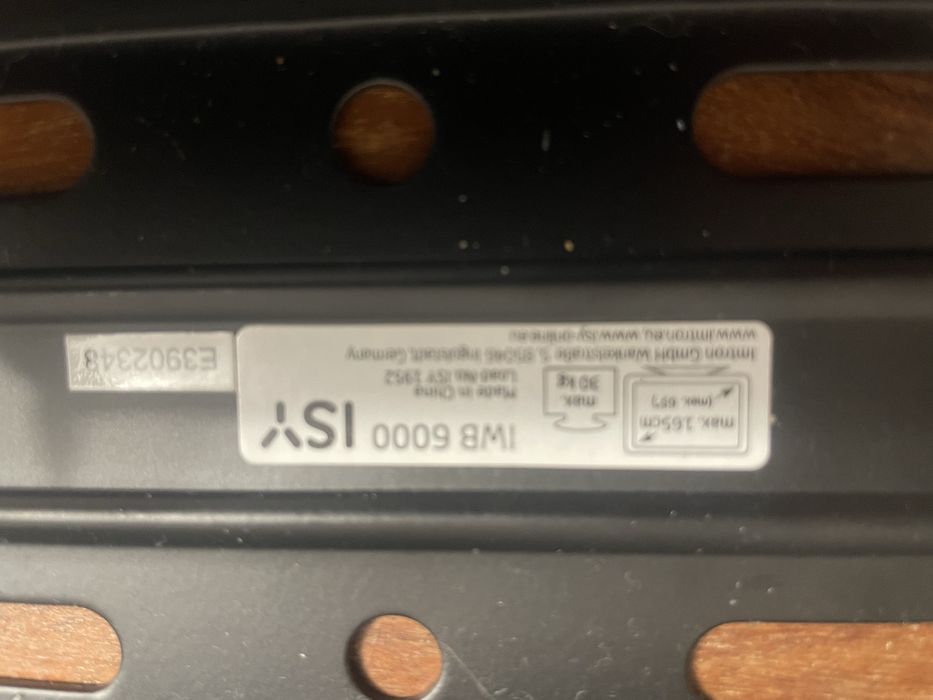 max. 165cm
(max. 65")
max.
30 kg
IWB 6000
ISY
Made in China
Load No. ISY 1952
Imtron GmbH Wankelstraße 5, 85046 Ingolstadt, Germany
www.imtron.eu, www.isy-online.eu
E3902343